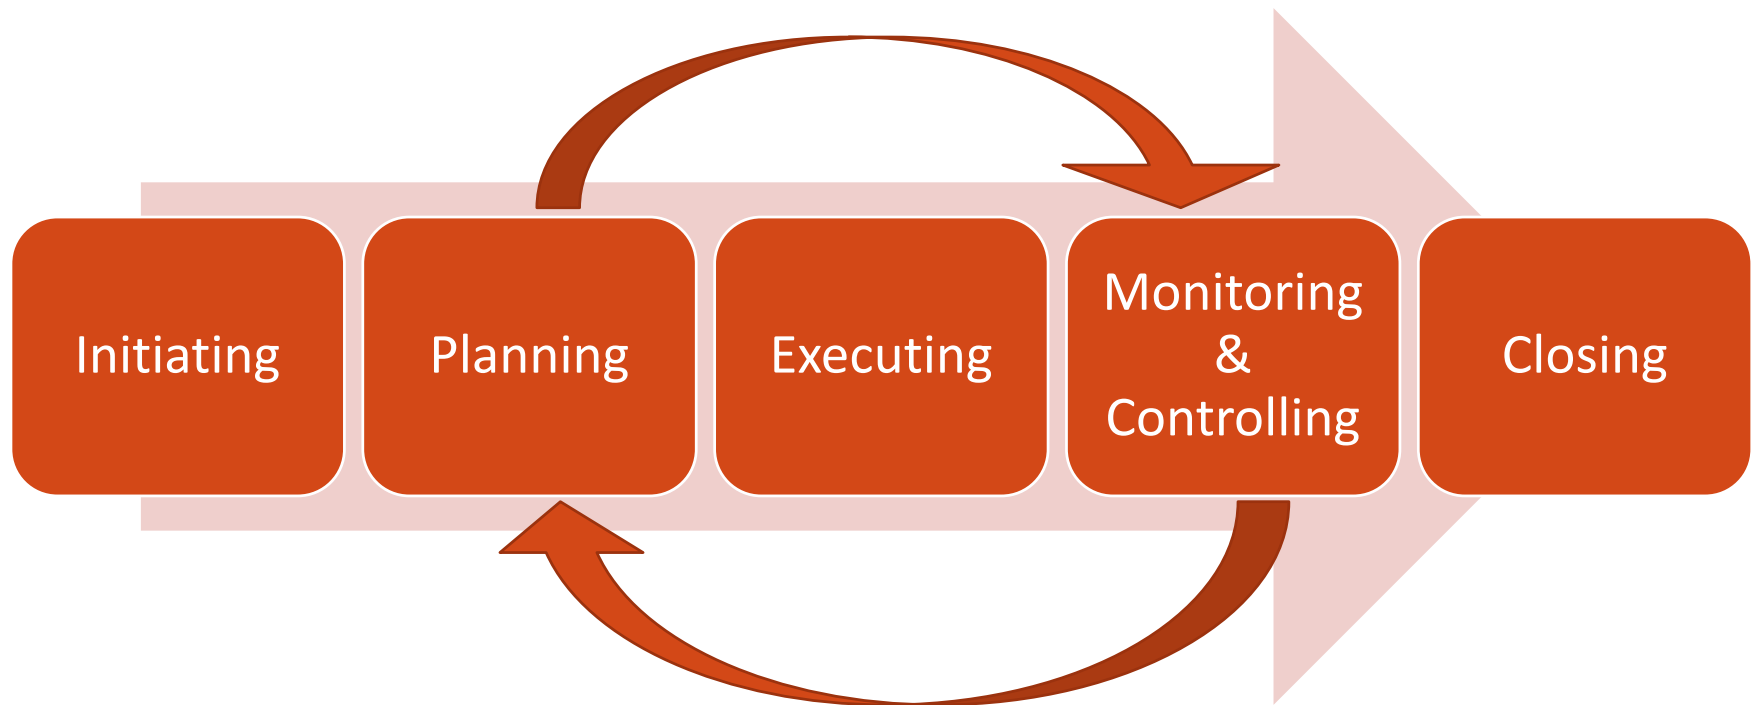 Initiating
Planning
Executing
Monitoring
&
Controlling
Closing